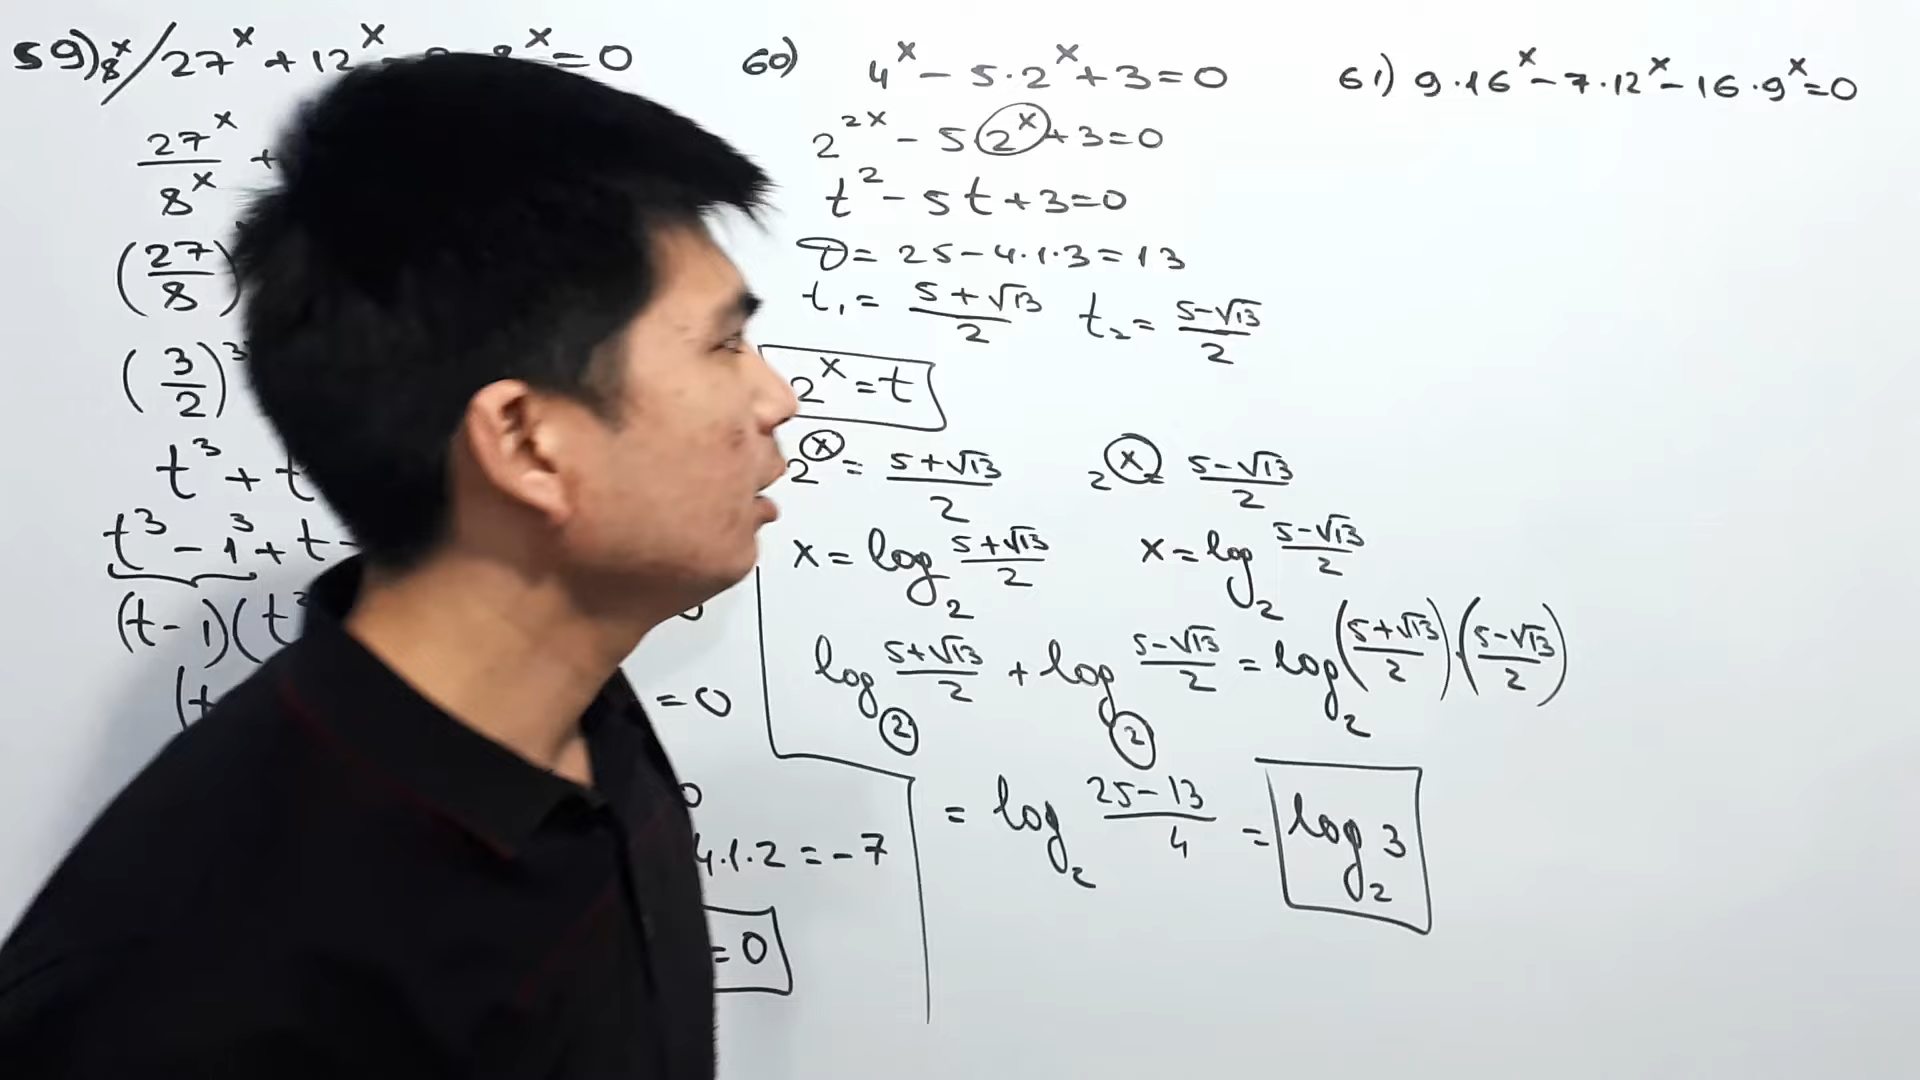 59) 8^x / 27^x + 12^x 8^x = 0
27^x / 8^x +
(27/8)
(3/2)^3
t^3 + t
t^3 - 1^3 + t -
(t-1)(t^2
(t
= 0
0
4·1·2 = -7
= 0
60) 4^x - 5·2^x + 3 = 0
2^2x - 5 2^x + 3 = 0
t^2 - 5t + 3 = 0
D = 25 - 4·1·3 = 13
t₁ = (5+√13)/2 t₂ = (5-√13)/2
2^x = t
2^x = (5+√13)/2 2^x = (5-√13)/2
x = log₂ (5+√13)/2 x = log₂ (5-√13)/2
log₂ (5+√13)/2 + log₂ (5-√13)/2 = log₂ ((5+√13)/2)·((5-√13)/2)
= log₂ (25-13)/4 = log₂ 3
61) 9·16^x - 7·12^x - 16·9^x = 0